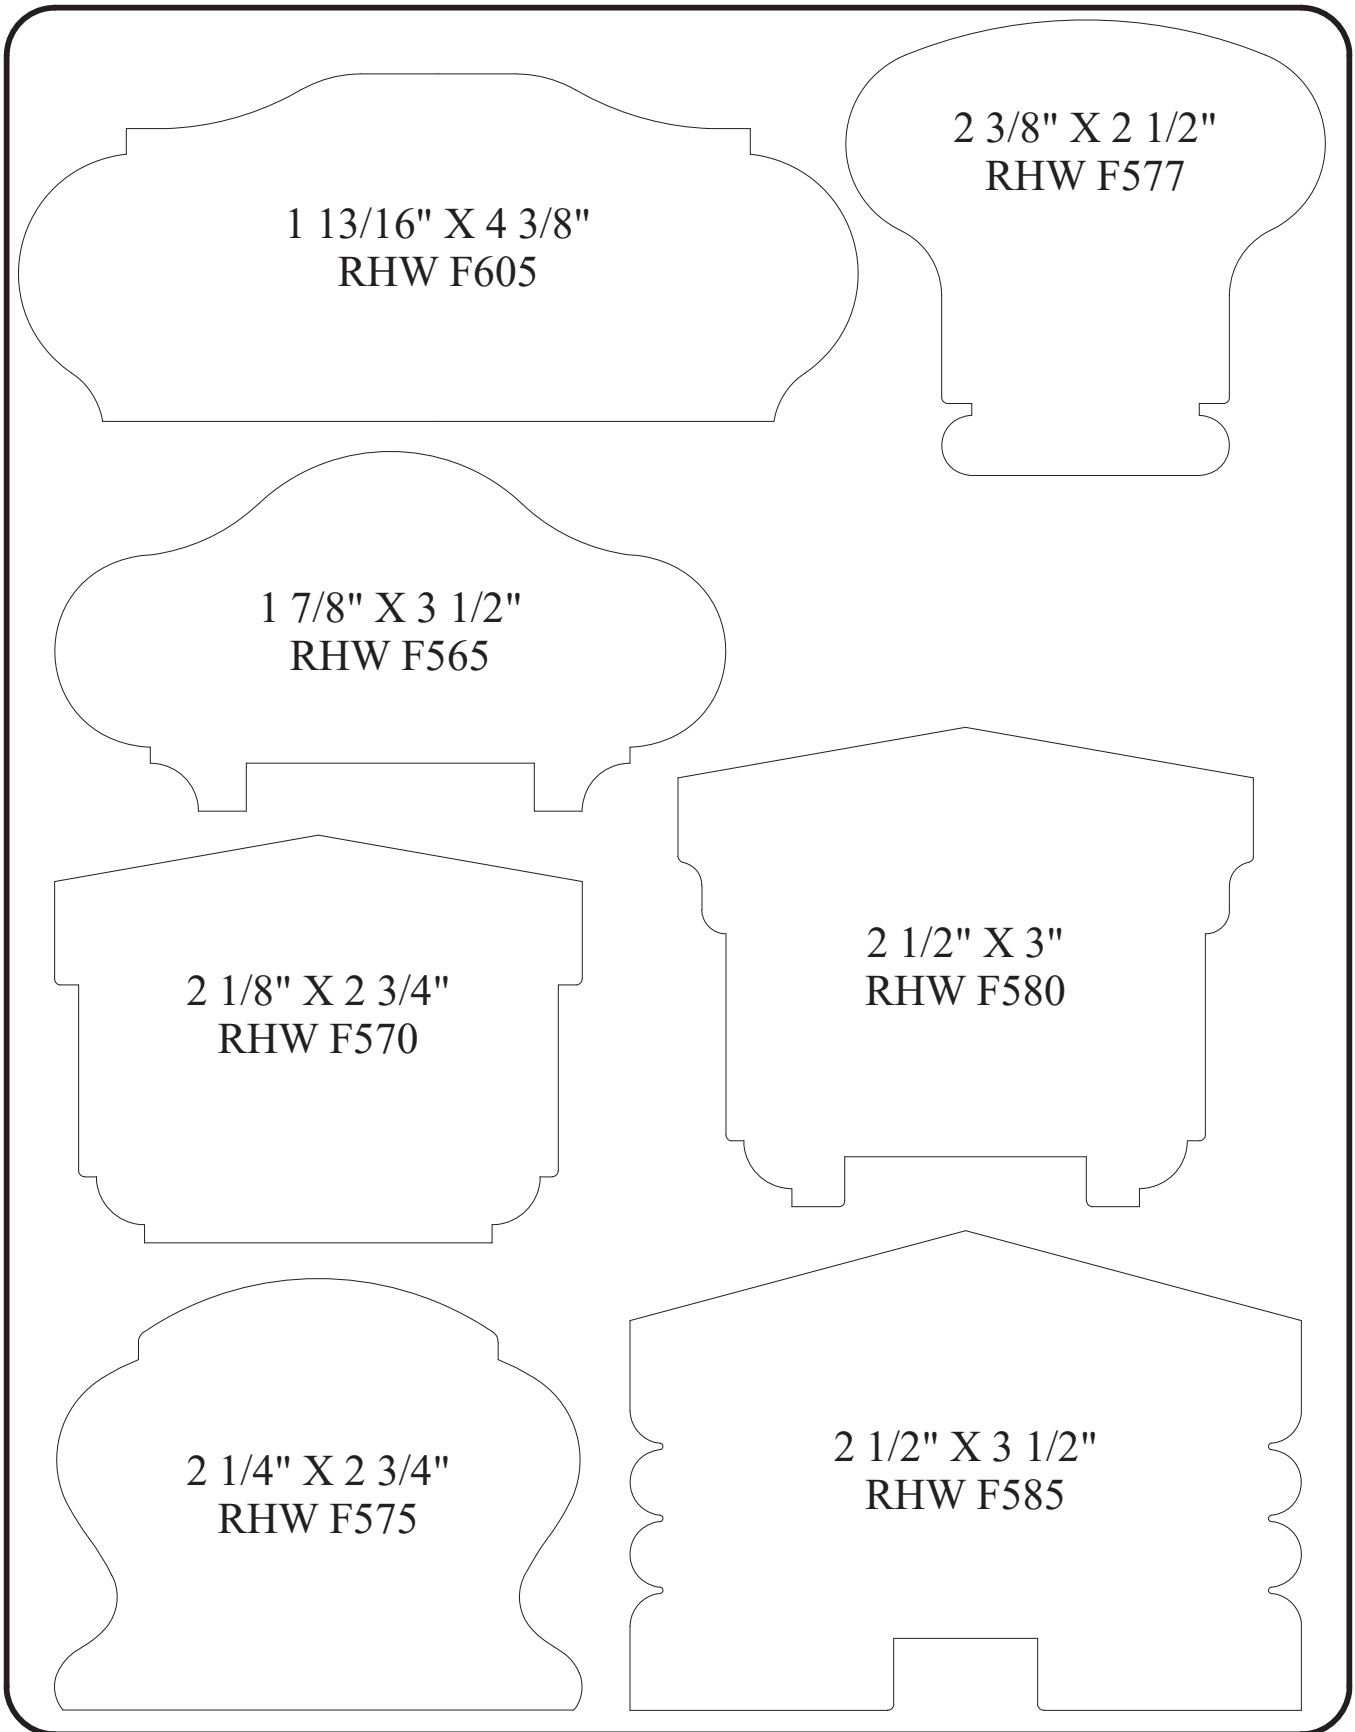 1 13/16" X 4 3/8"
RHW F605
2 3/8" X 2 1/2"
RHW F577
1 7/8" X 3 1/2"
RHW F565
2 1/2" X 3"
RHW F580
2 1/8" X 2 3/4"
RHW F570
2 1/4" X 2 3/4"
RHW F575
2 1/2" X 3 1/2"
RHW F585